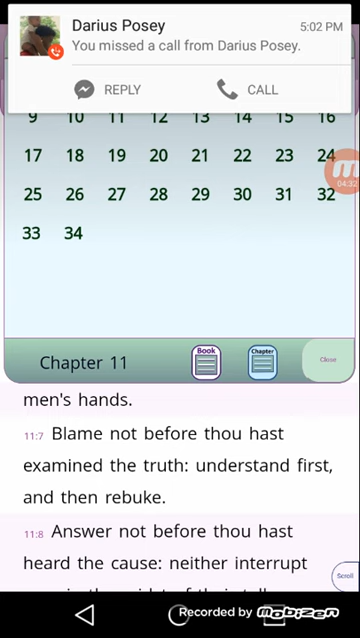 Darius Posey
5:02 PM
You missed a call from Darius Posey.
REPLY
CALL
9 10 11 12 13 14 15 16
17 18 19 20 21 22 23 24
04:32
25 26 27 28 29 30 31 32
33 34
Chapter 11
Book
Chapter
Close
men's hands.
11:7 Blame not before thou hast
examined the truth: understand first,
and then rebuke.
11:8 Answer not before thou hast
heard the cause: neither interrupt
Scroll
Recorded by mobizen